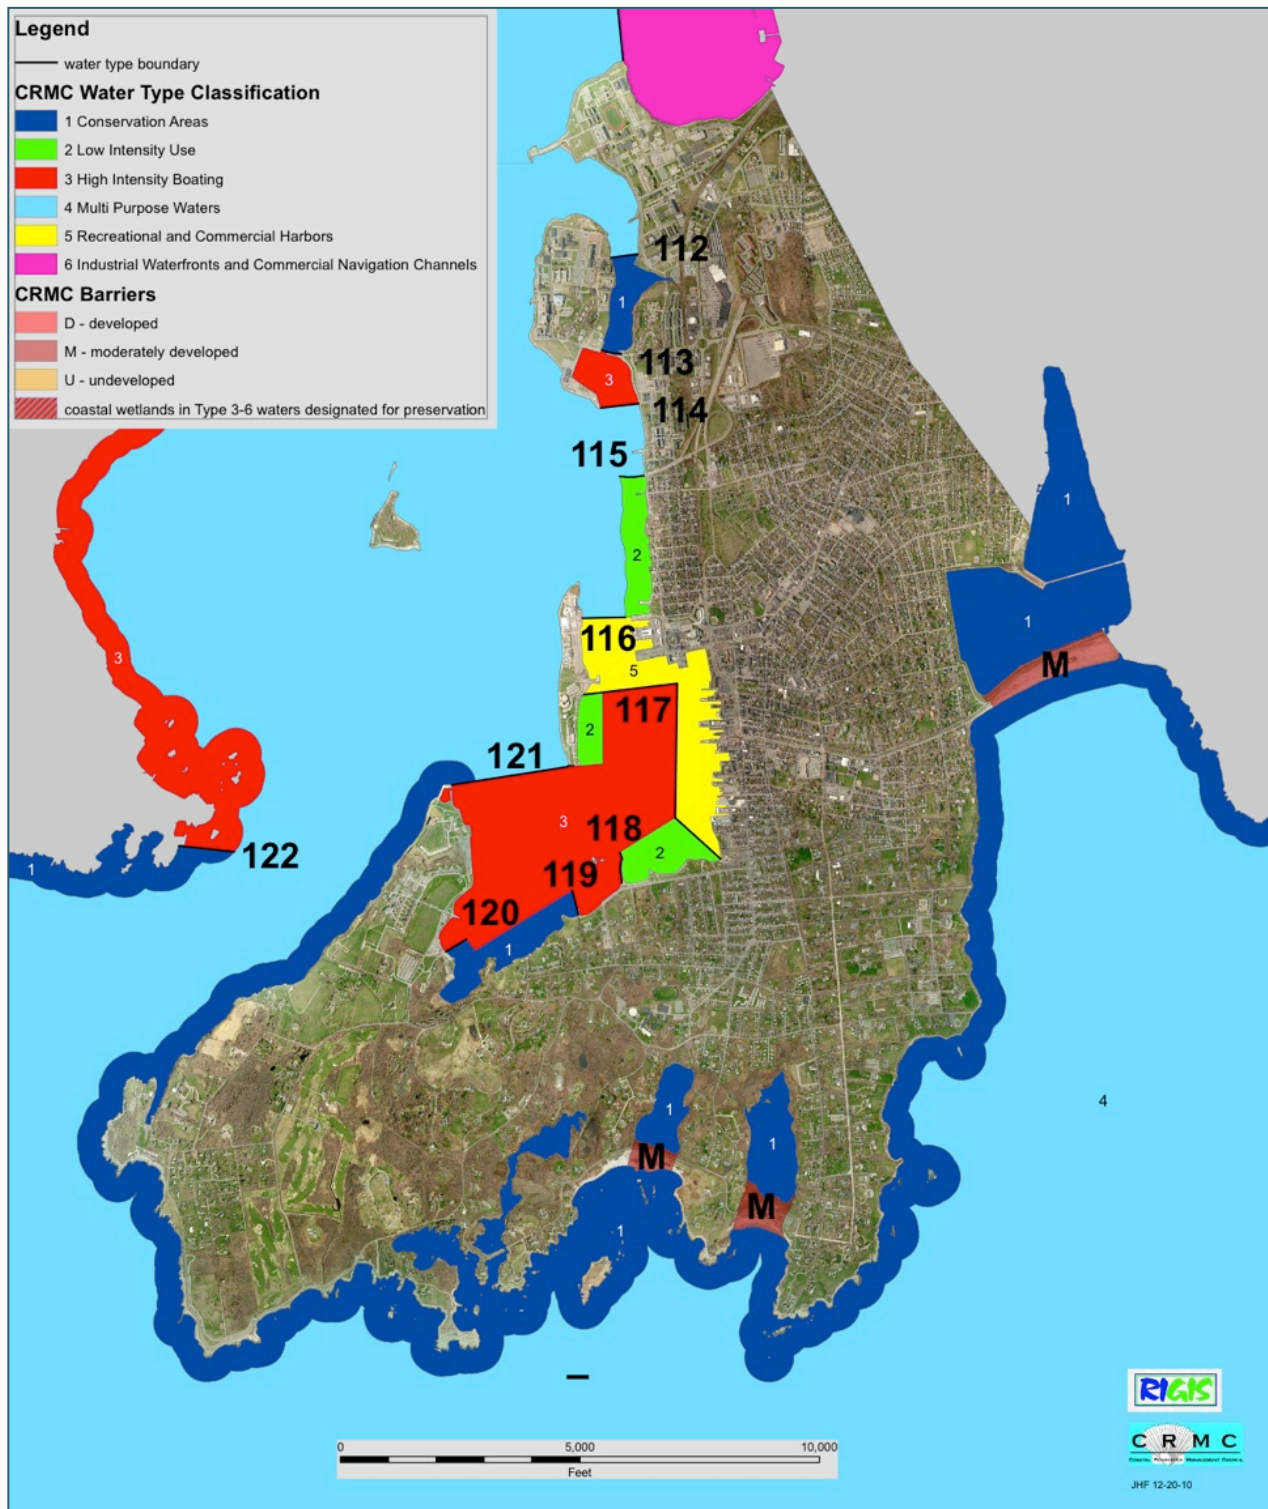 Legend
water type boundary
CRMC Water Type Classification
1 Conservation Areas
2 Low Intensity Use
3 High Intensity Boating
4 Multi Purpose Waters
5 Recreational and Commercial Harbors
6 Industrial Waterfronts and Commercial Navigation Channels
CRMC Barriers
D - developed
M - moderately developed
U - undeveloped
coastal wetlands in Type 3-6 waters designated for preservation
112
1
113
3
114
115
1
2
116
1
M
3
5
117
2
121
3
118
2
122
1
119
120
1
4
1
1
M
M
1
RIGIS
0
5,000
10,000
Feet
CRMC
COASTAL RESOURCES MANAGEMENT COUNCIL
JHF 12-20-10